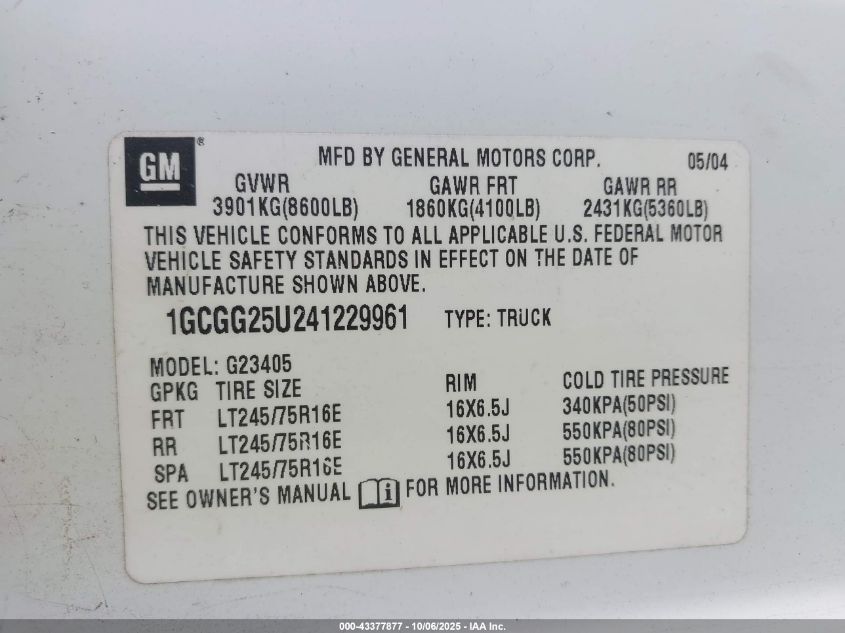 GM®
MFD BY GENERAL MOTORS CORP. 05/04
GVWR GAWR FRT GAWR RR
3901KG(8600LB) 1860KG(4100LB) 2431KG(5360LB)
THIS VEHICLE CONFORMS TO ALL APPLICABLE U.S. FEDERAL MOTOR
VEHICLE SAFETY STANDARDS IN EFFECT ON THE DATE OF
MANUFACTURE SHOWN ABOVE.
1GCGG25U241229961 TYPE: TRUCK
MODEL: G23405
GPKG TIRE SIZE RIM COLD TIRE PRESSURE
FRT LT245/75R16E 16X6.5J 340KPA(50PSI)
RR LT245/75R16E 16X6.5J 550KPA(80PSI)
SPA LT245/75R16E 16X6.5J 550KPA(80PSI)
SEE OWNER'S MANUAL i FOR MORE INFORMATION.
000-43377877 - 10/06/2025 - IAA Inc.